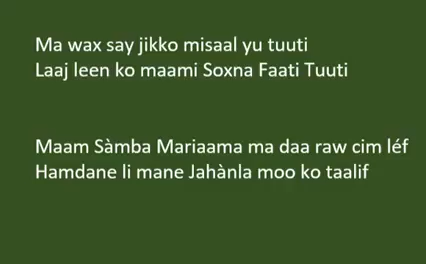 Ma wax say jikko misaal yu tuuti
Laaj leen ko maami Soxna Faati Tuuti
Maam Sàmba Mariaama ma daa raw cim léf
Hamdane li mane Jahànla moo ko taalif